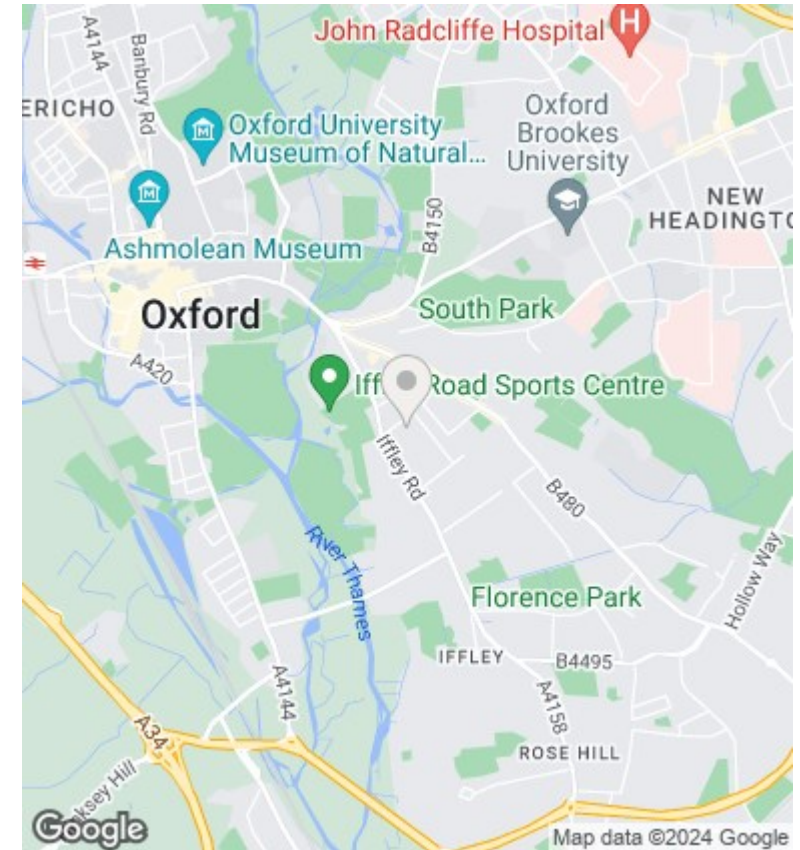 A4144
Banbury Rd
John Radcliffe Hospital
H
ERICHO
Oxford University
Museum of Natural...
Oxford
Brookes
University
NEW
HEADINGTO
Ashmolean Museum
B4150
South Park
Oxford
A420
Iff Road Sports Centre
Iffley Rd
B480
River Thames
Hollow Way
Florence Park
IFFLEY
B4495
A4144
A4158
A34
ROSE HILL
ksey Hill
Google
Map data ©2024 Google